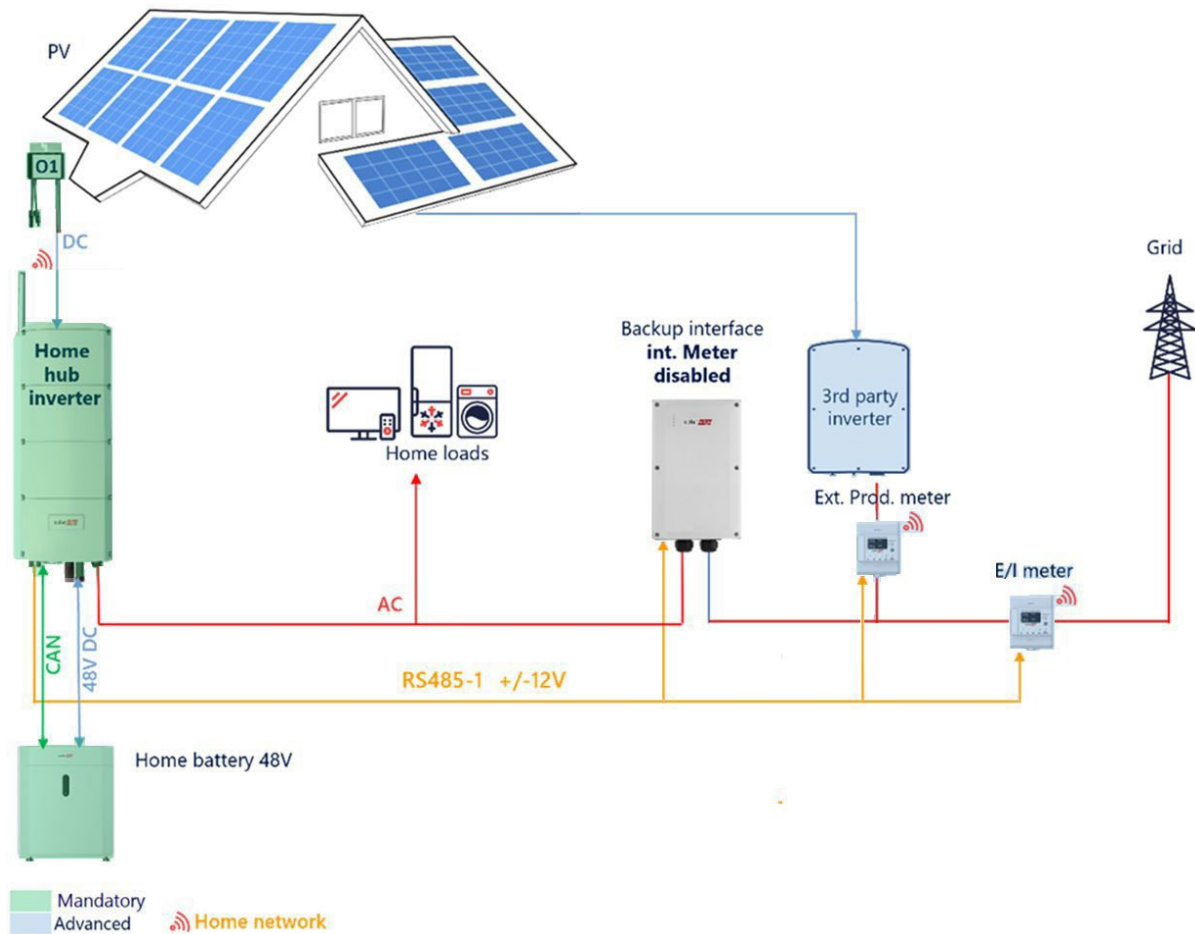 PV
O1
DC
Grid
Home
hub
inverter
Backup interface
int. Meter
disabled
3rd party
inverter
Home loads
Ext. Prod. meter
E/I meter
AC
CAN
48V DC
RS485-1 +/-12V
Home battery 48V
Mandatory
Advanced
Home network